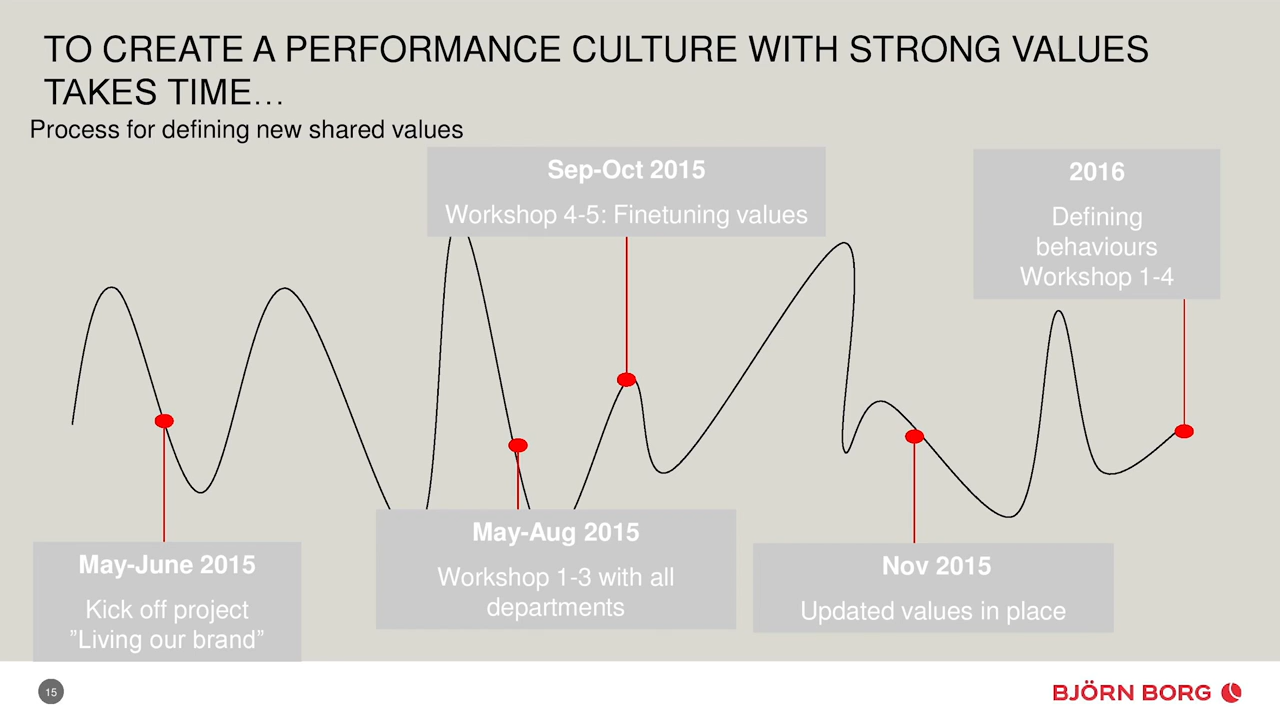 TO CREATE A PERFORMANCE CULTURE WITH STRONG VALUES
TAKES TIME…
Process for defining new shared values
Sep-Oct 2015
Workshop 4-5: Finetuning values
2016
Defining
behaviours
Workshop 1-4
May-June 2015
Kick off project
”Living our brand”
May-Aug 2015
Workshop 1-3 with all
departments
Nov 2015
Updated values in place
15
BJÖRN BORG